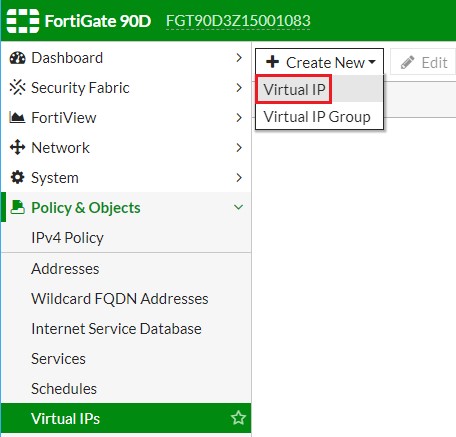 FortiGate 90D FGT90D3Z15001083
Dashboard
Security Fabric
FortiView
Network
System
Policy & Objects
IPv4 Policy
Addresses
Wildcard FQDN Addresses
Internet Service Database
Services
Schedules
Virtual IPs
+ Create New
Edit
Virtual IP
Virtual IP Group